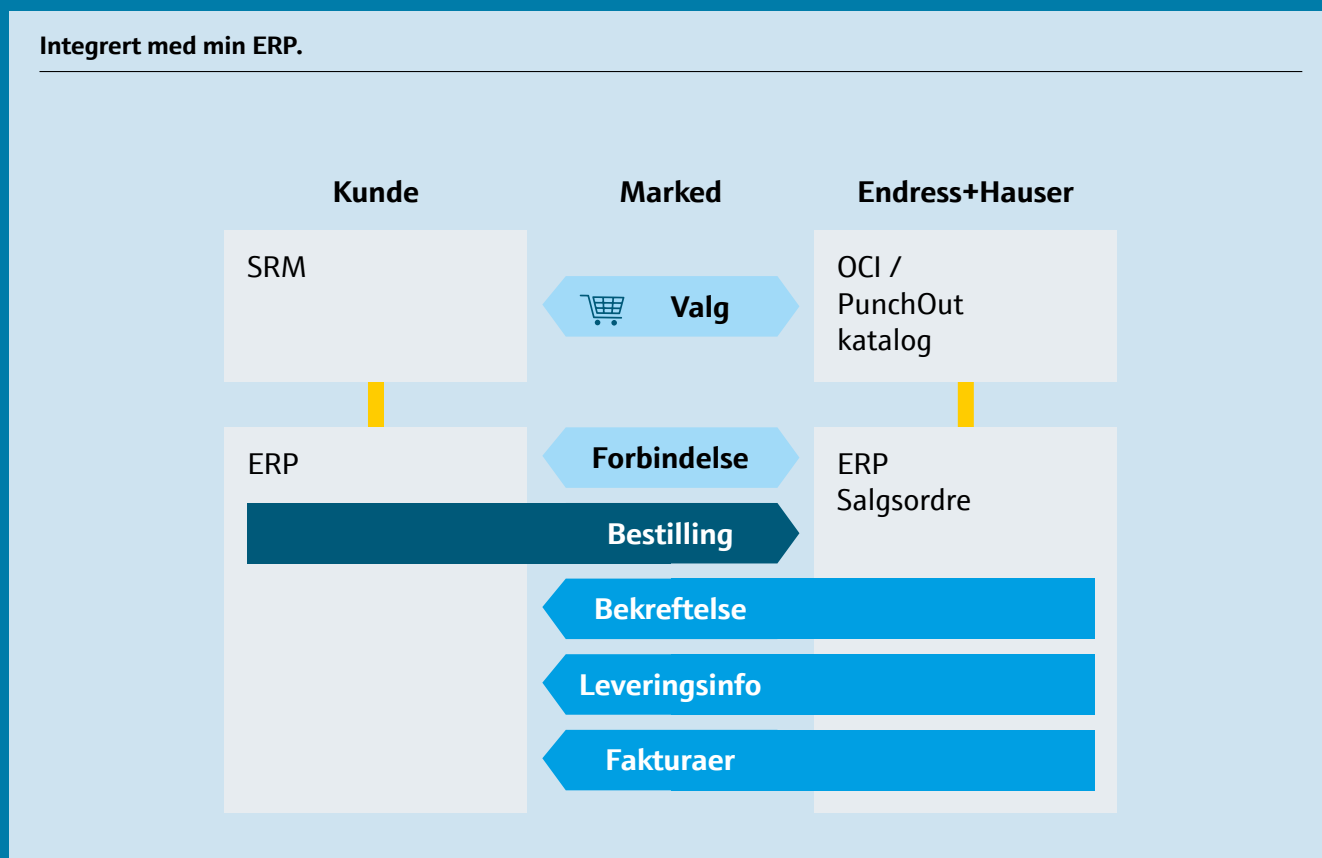 Integrert med min ERP.
Kunde
Marked
Endress+Hauser
SRM
Valg
OCI /
PunchOut
katalog
ERP
Forbindelse
ERP
Salgsordre
Bestilling
Bekreftelse
Leveringsinfo
Fakturaer